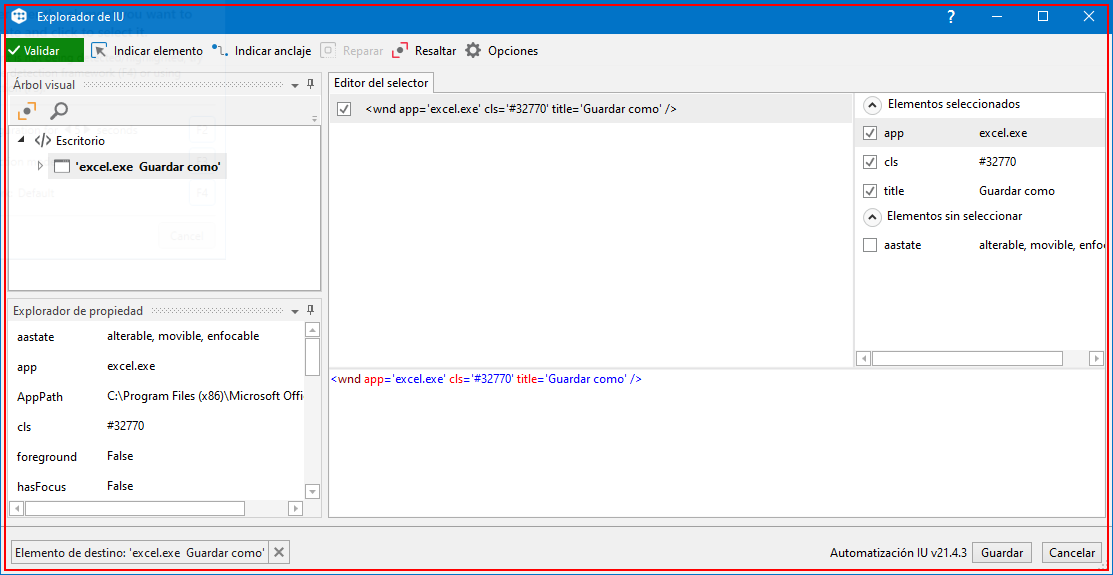 Explorador de IU
?
Validar
Indicar elemento
Indicar anclaje
Reparar
Resaltar
Opciones
Árbol visual
Escritorio
'excel.exe Guardar como'
Cancel
Explorador de propiedad
aastate alterable, movible, enfocable
app excel.exe
AppPath C:\Program Files (x86)\Microsoft Offi
cls #32770
foreground False
hasFocus False
Editor del selector
<wnd app='excel.exe' cls='#32770' title='Guardar como' />
Elementos seleccionados
app excel.exe
cls #32770
title Guardar como
Elementos sin seleccionar
aastate alterable, movible, enfoc
<wnd app='excel.exe' cls='#32770' title='Guardar como' />
Elemento de destino: 'excel.exe Guardar como'
Automatización IU v21.4.3
Guardar
Cancelar